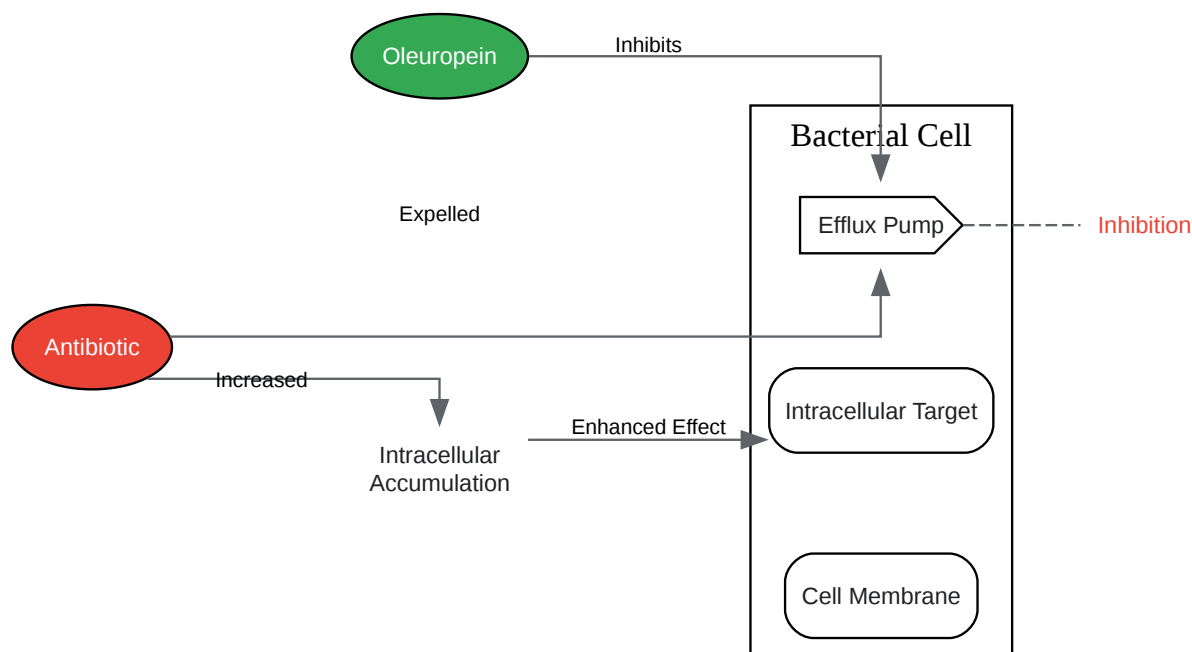 Oleuropein
Inhibits
Bacterial Cell
Expelled
Efflux Pump
Inhibition
Antibiotic
Increased
Intracellular Target
Enhanced Effect
Intracellular
Accumulation
Cell Membrane